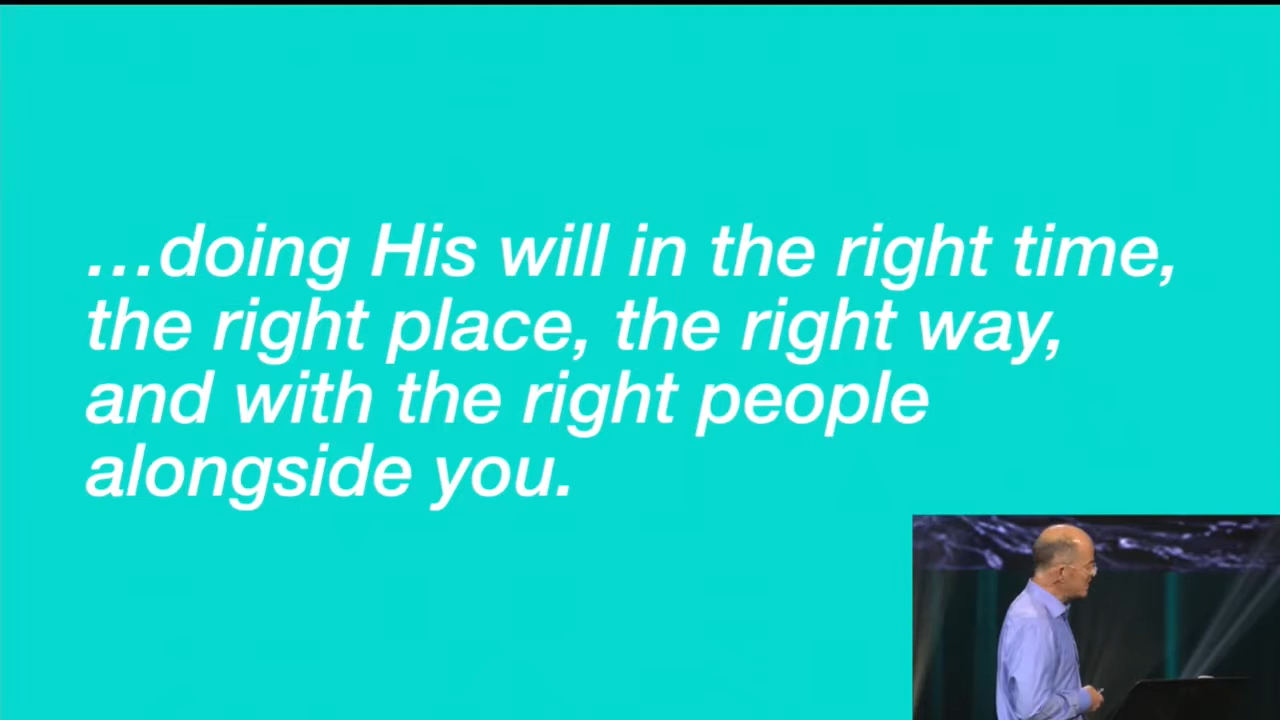 ...doing His will in the right time,
the right place, the right way,
and with the right people
alongside you.